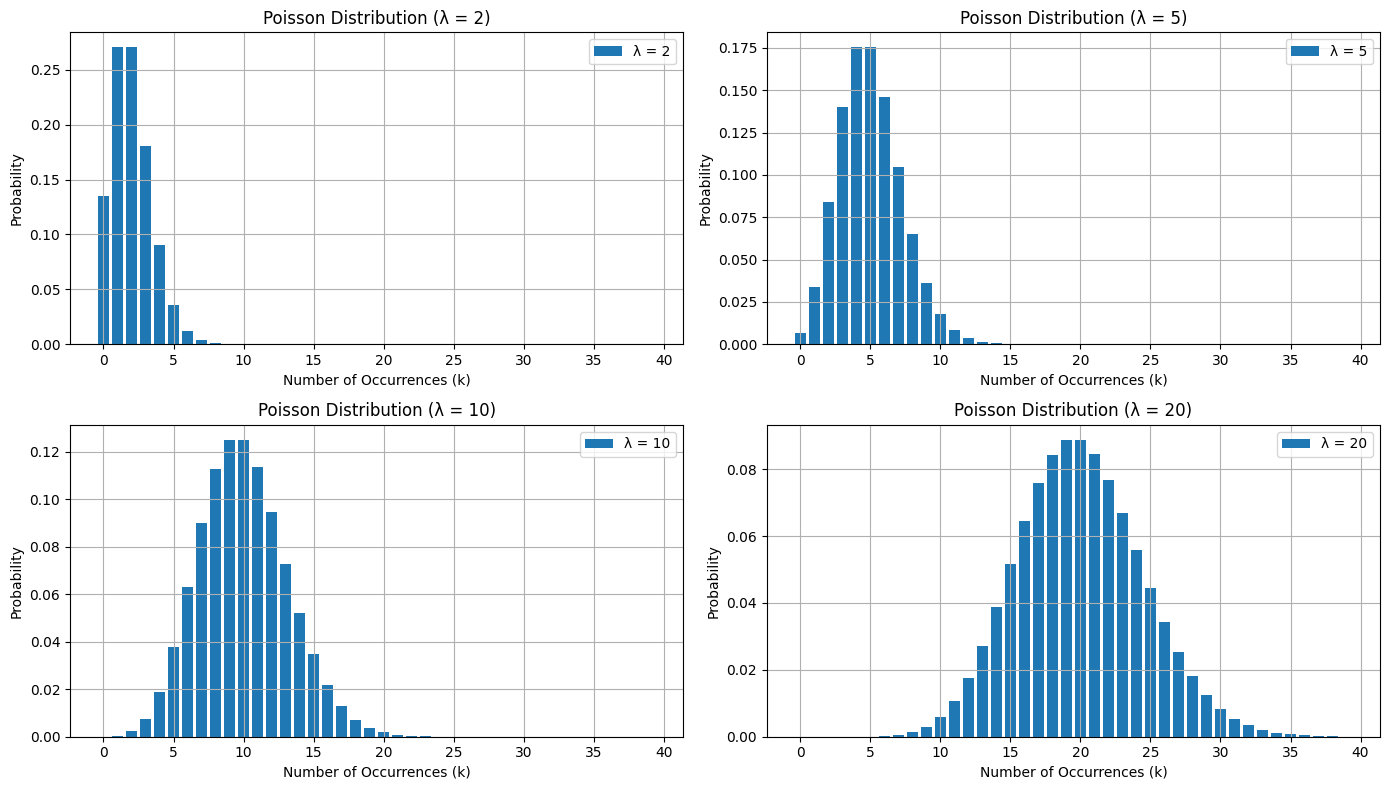 Poisson Distribution (λ = 2)
λ = 2
0.25
0.20
0.15
0.10
0.05
0.00
Probability
0 5 10 15 20 25 30 35 40
Number of Occurrences (k)
Poisson Distribution (λ = 5)
λ = 5
0.175
0.150
0.125
0.100
0.075
0.050
0.025
0.000
Probability
0 5 10 15 20 25 30 35 40
Number of Occurrences (k)
Poisson Distribution (λ = 10)
λ = 10
0.12
0.10
0.08
0.06
0.04
0.02
0.00
Probability
0 5 10 15 20 25 30 35 40
Number of Occurrences (k)
Poisson Distribution (λ = 20)
λ = 20
0.08
0.06
0.04
0.02
0.00
Probability
0 5 10 15 20 25 30 35 40
Number of Occurrences (k)